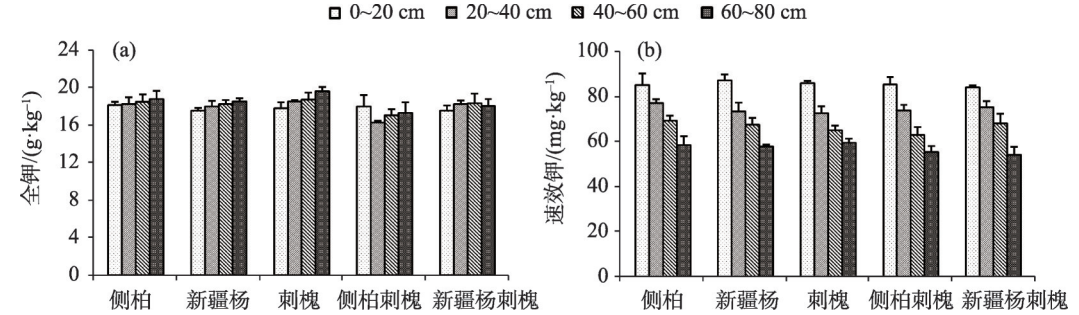 0~20 cm 20~40 cm 40~60 cm 60~80 cm
(a)
全钾/(g·kg⁻¹)
24
20
16
12
8
4
0
侧柏 新疆杨 刺槐 侧柏刺槐 新疆杨刺槐
(b)
速效钾/(mg·kg⁻¹)
100
80
60
40
20
0
侧柏 新疆杨 刺槐 侧柏刺槐 新疆杨刺槐